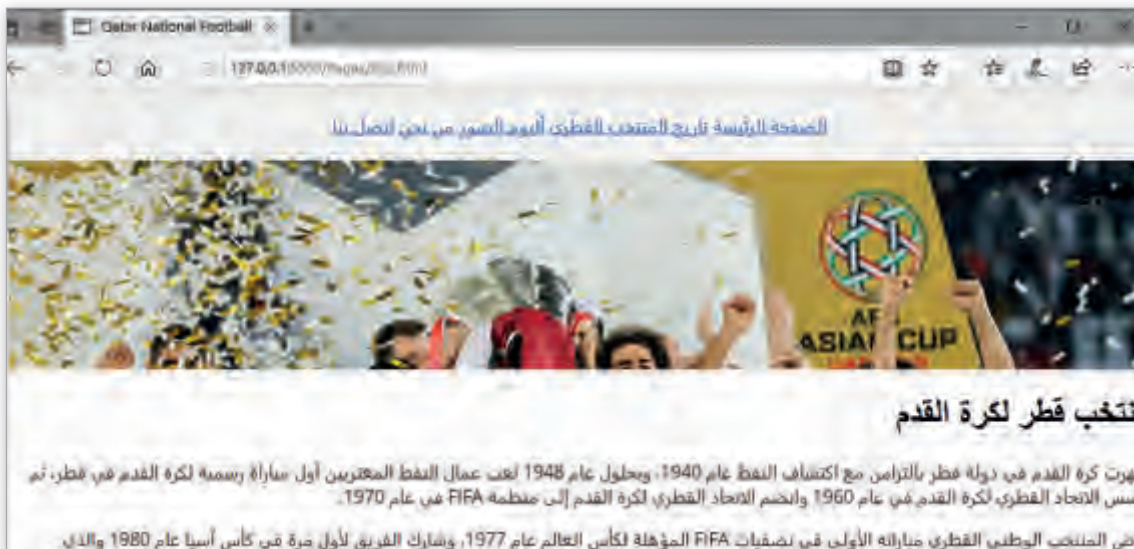 Qatar National Football
127.0.0.1
الصفحة الرئيسة تاريخ المنتخب القطري ألبوم الصور من نحن اتصل بنا
ASIAN CUP
نتخب قطر لكرة القدم
هرت كرة القدم في دولة قطر بالتزامن مع اكتشاف النفط عام 1940، وبحلول عام 1948 لعب عمال النفط المغتربين أول مباراة رسمية لكرة القدم في قطر، ثم
سس الاتحاد القطري لكرة القدم في عام 1960 وانضم الاتحاد القطري لكرة القدم إلى منظمة FIFA في عام 1970.
ض المنتخب الوطني القطري مباراته الأولى في تصفيات FIFA المؤهلة لكأس العالم عام 1977، وشارك الفريق لأول مرة في كأس آسيا عام 1980 والذي